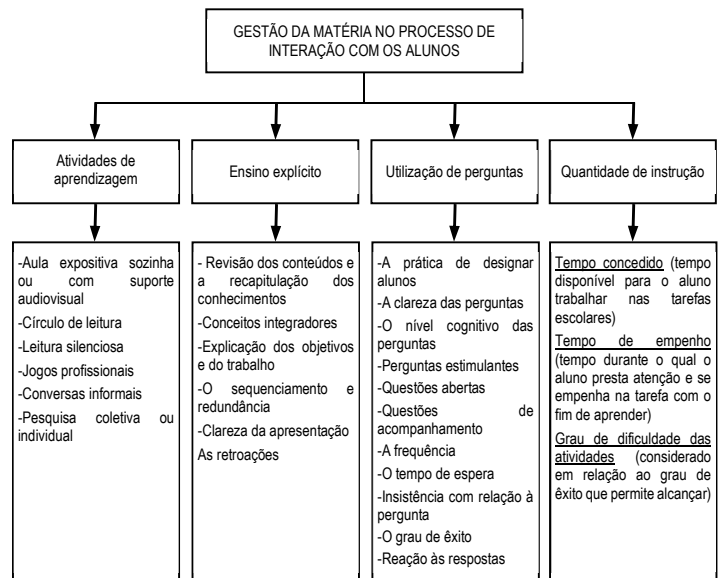 GESTÃO DA MATÉRIA NO PROCESSO DE
INTERAÇÃO COM OS ALUNOS
Atividades de
aprendizagem
Ensino explícito
Utilização de perguntas
Quantidade de instrução
-Aula expositiva sozinha
ou com suporte
audiovisual
-Círculo de leitura
-Leitura silenciosa
-Jogos profissionais
-Conversas informais
-Pesquisa coletiva ou
individual
- Revisão dos conteúdos e
a recapitulação dos
conhecimentos
-Conceitos integradores
-Explicação dos objetivos
e do trabalho
-O sequenciamento e
redundância
-Clareza da apresentação
As retroações
-A prática de designar
alunos
-A clareza das perguntas
-O nível cognitivo das
perguntas
-Perguntas estimulantes
-Questões abertas
-Questões de
acompanhamento
-A frequência
-O tempo de espera
-Insistência com relação à
pergunta
-O grau de êxito
-Reação às respostas
Tempo concedido (tempo
disponível para o aluno
trabalhar nas tarefas
escolares)
Tempo de empenho
(tempo durante o qual o
aluno presta atenção e se
empenha na tarefa com o
fim de aprender)
Grau de dificuldade das
atividades (considerado
em relação ao grau de
êxito que permite alcançar)